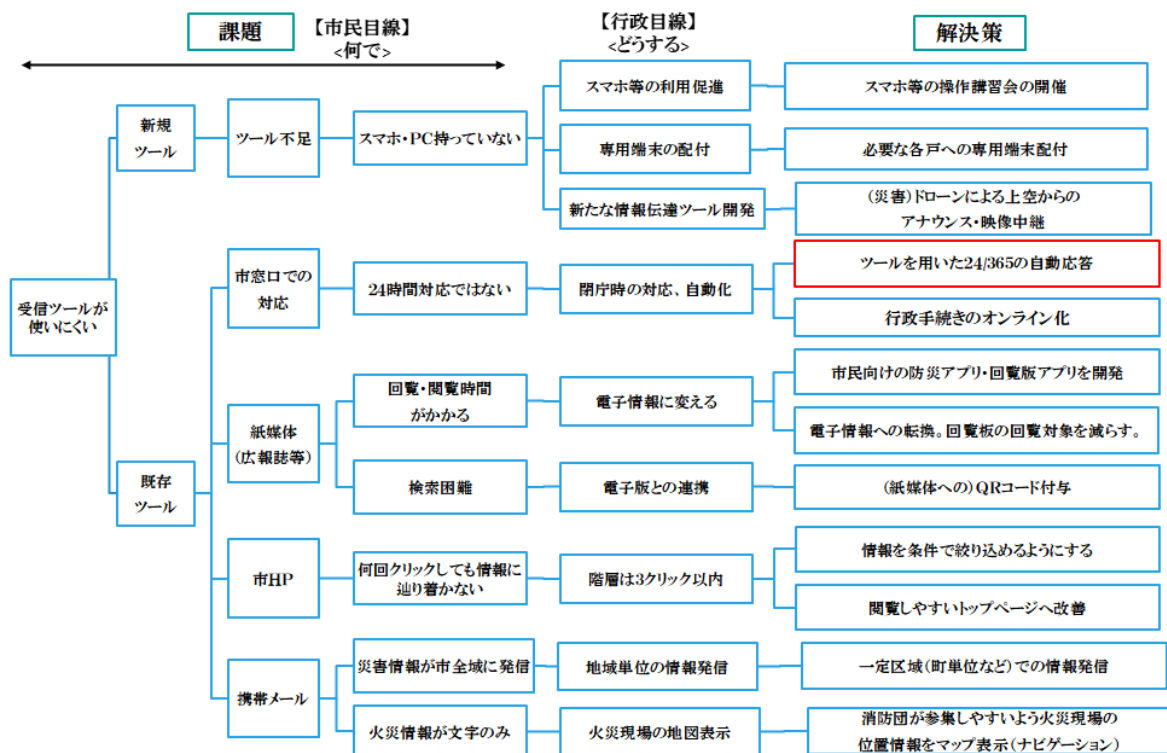 課題
【市民目線】
<何で>
【行政目線】
<どうする>
解決策
受信ツールが
使いにくい
新規
ツール
ツール不足
スマホ・PC持っていない
スマホ等の利用促進
スマホ等の操作講習会の開催
専用端末の配付
必要な各戸への専用端末配付
新たな情報伝達ツール開発
(災害)ドローンによる上空からの
アナウンス・映像中継
既存
ツール
市窓口での
対応
24時間対応ではない
閉庁時の対応、自動化
ツールを用いた24/365の自動応答
行政手続きのオンライン化
紙媒体
(広報誌等)
回覧・閲覧時間
がかかる
電子情報に変える
市民向けの防災アプリ・回覧版アプリを開発
電子情報への転換。回覧板の回覧対象を減らす。
検索困難
電子版との連携
(紙媒体への)QRコード付与
市HP
何回クリックしても情報に
辿り着かない
階層は3クリック以内
情報を条件で絞り込めるようにする
閲覧しやすいトップページへ改善
携帯メール
災害情報が市全域に発信
地域単位の情報発信
一定区域(町単位など)での情報発信
火災情報が文字のみ
火災現場の地図表示
消防団が参集しやすいよう火災現場の
位置情報をマップ表示(ナビゲーション)